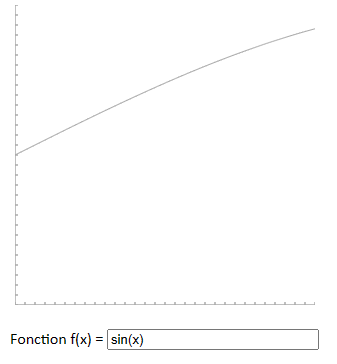 Fonction f(x) = sin(x)